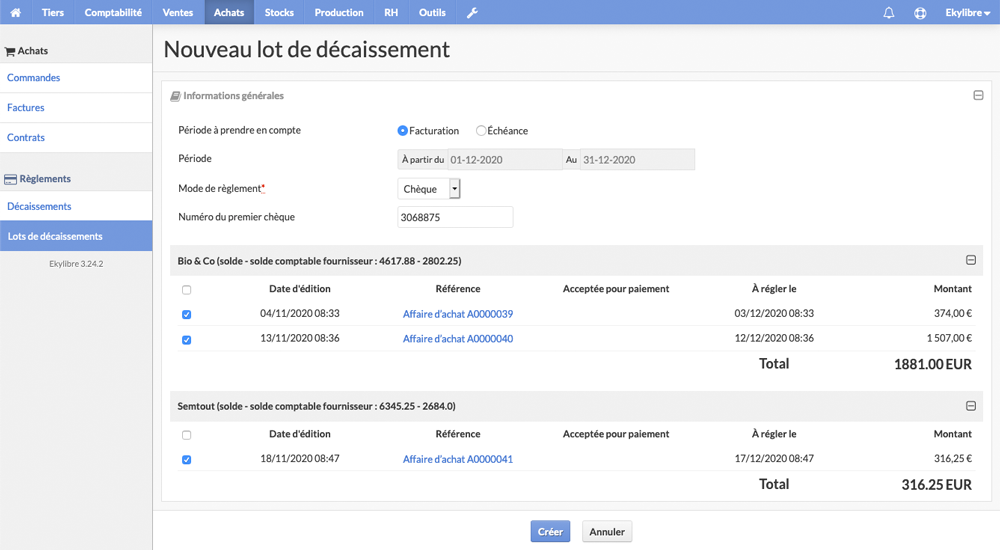 Tiers Comptabilité Ventes Achats Stocks Production RH Outils Ekylibre
Achats
Commandes
Factures
Contrats
Règlements
Décaissements
Lots de décaissements
Ekylibre 3.24.2
Nouveau lot de décaissement
Informations générales
Période à prendre en compte Facturation Échéance
Période À partir du 01-12-2020 Au 31-12-2020
Mode de règlement* Chèque
Numéro du premier chèque 3068875
Bio & Co (solde - solde comptable fournisseur : 4617.88 - 2802.25)
Date d'édition Référence Acceptée pour paiement À régler le Montant
04/11/2020 08:33 Affaire d'achat A0000039 03/12/2020 08:33 374,00 €
13/11/2020 08:36 Affaire d'achat A0000040 12/12/2020 08:36 1 507,00 €
Total 1881.00 EUR
Semtout (solde - solde comptable fournisseur : 6345.25 - 2684.0)
Date d'édition Référence Acceptée pour paiement À régler le Montant
18/11/2020 08:47 Affaire d'achat A0000041 17/12/2020 08:47 316,25 €
Total 316.25 EUR
Créer Annuler